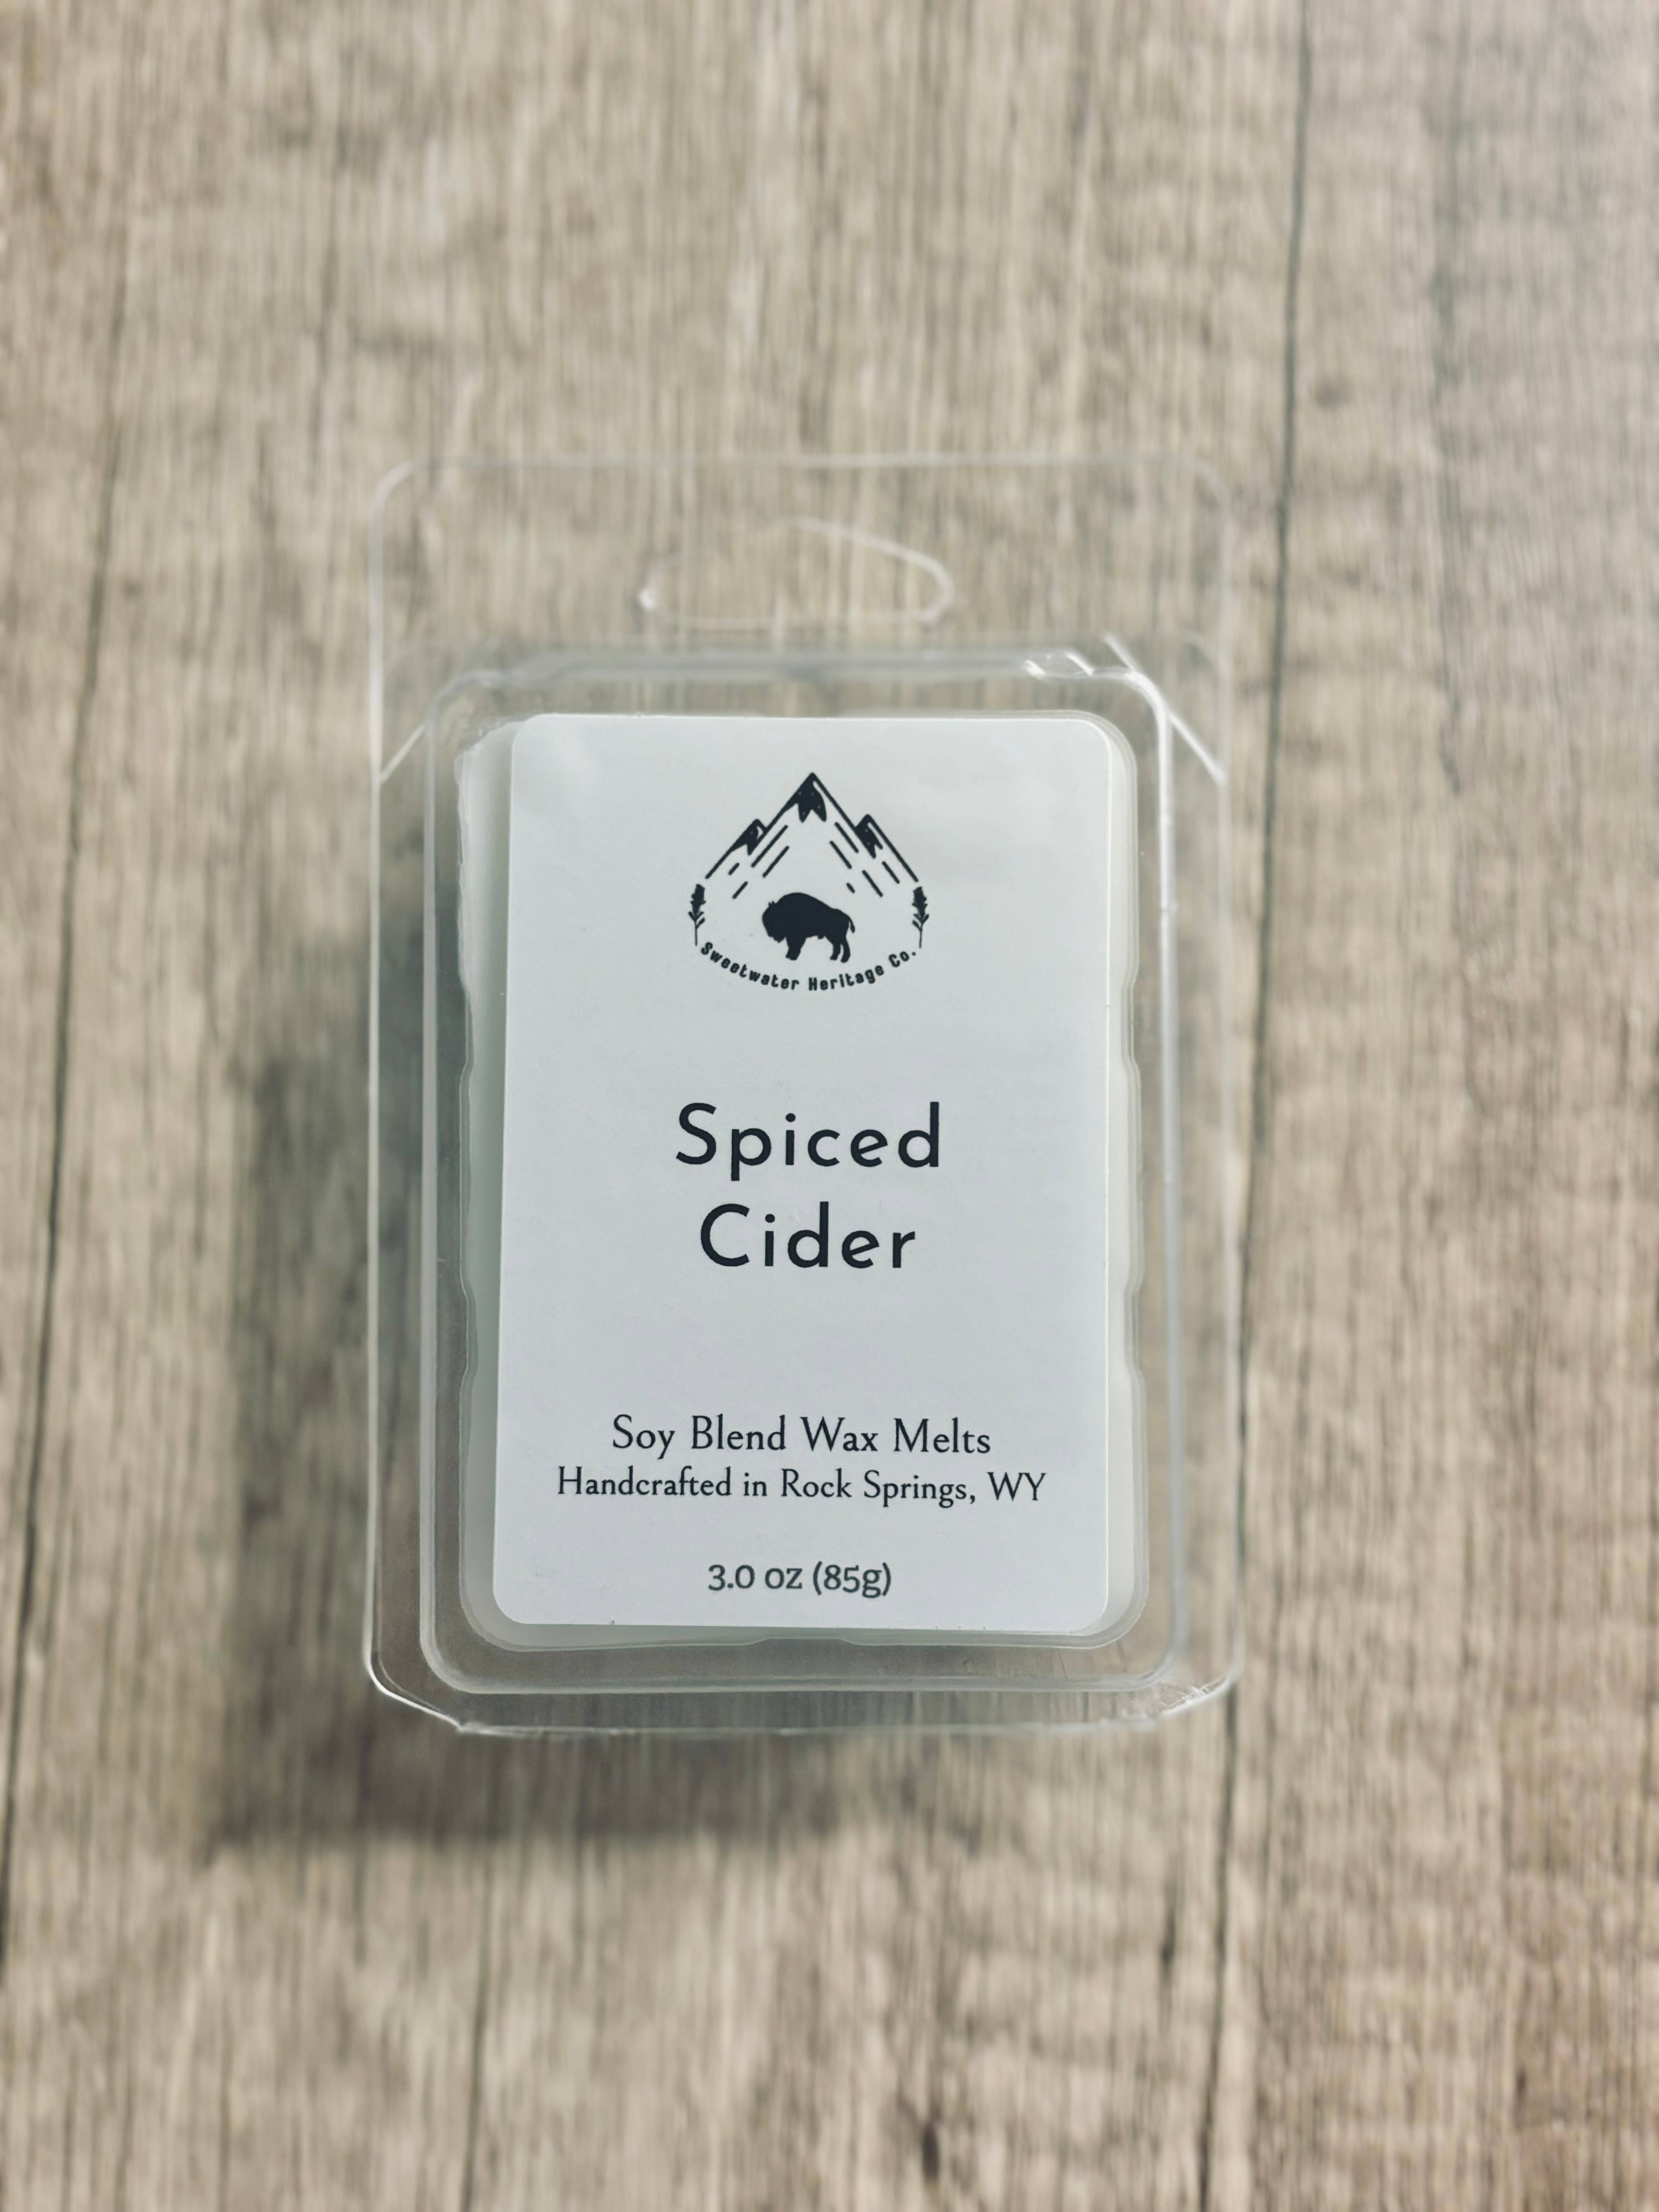 Sweetwater Heritage Co.
Spiced
Cider
Soy Blend Wax Melts
Handcrafted in Rock Springs, WY
3.0 oz (85g)